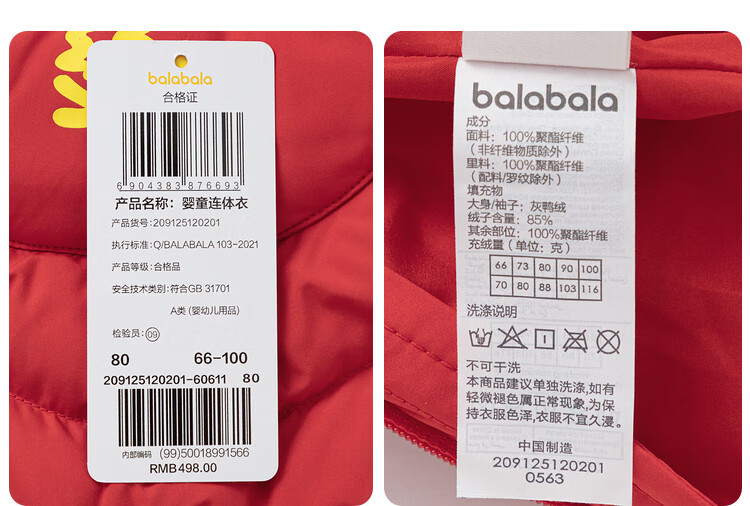 balabala
合格证
6904383876693
产品名称：婴童连体衣
产品货号：209125120201
执行标准：Q/BALABALA 103-2021
产品等级：合格品
安全技术类别：符合GB 31701
A类（婴幼儿用品）
检验员：09
80 66-100
209125120201-60611 80
内部编码 (99)50018991566
RMB498.00
balabala
成分
面料：100%聚酯纤维
（非纤维物质除外）
里料：100%聚酯纤维
（配料/罗纹除外）
填充物
大身/袖子：灰鸭绒
绒子含量：85%
其余部位：100%聚酯纤维
充绒量（单位：克）
66 73 80 90 100
70 80 88 103 116
洗涤说明
不可干洗
本商品建议单独洗涤,如有
轻微褪色属正常现象,为保
持衣服色泽,衣服不宜久浸。
中国制造
209125120201
0563